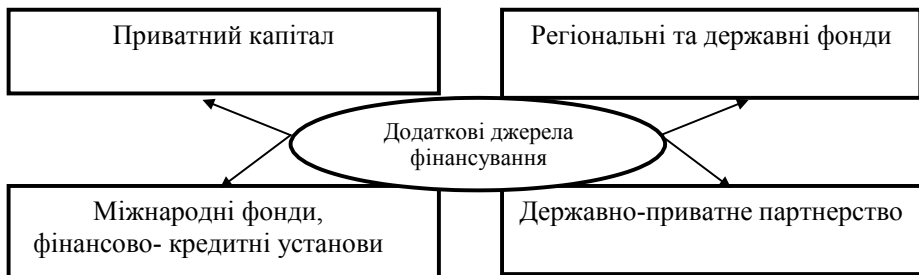 Приватний капітал
Регіональні та державні фонди
Додаткові джерела
фінансування
Міжнародні фонди,
фінансово- кредитні установи
Державно-приватне партнерство